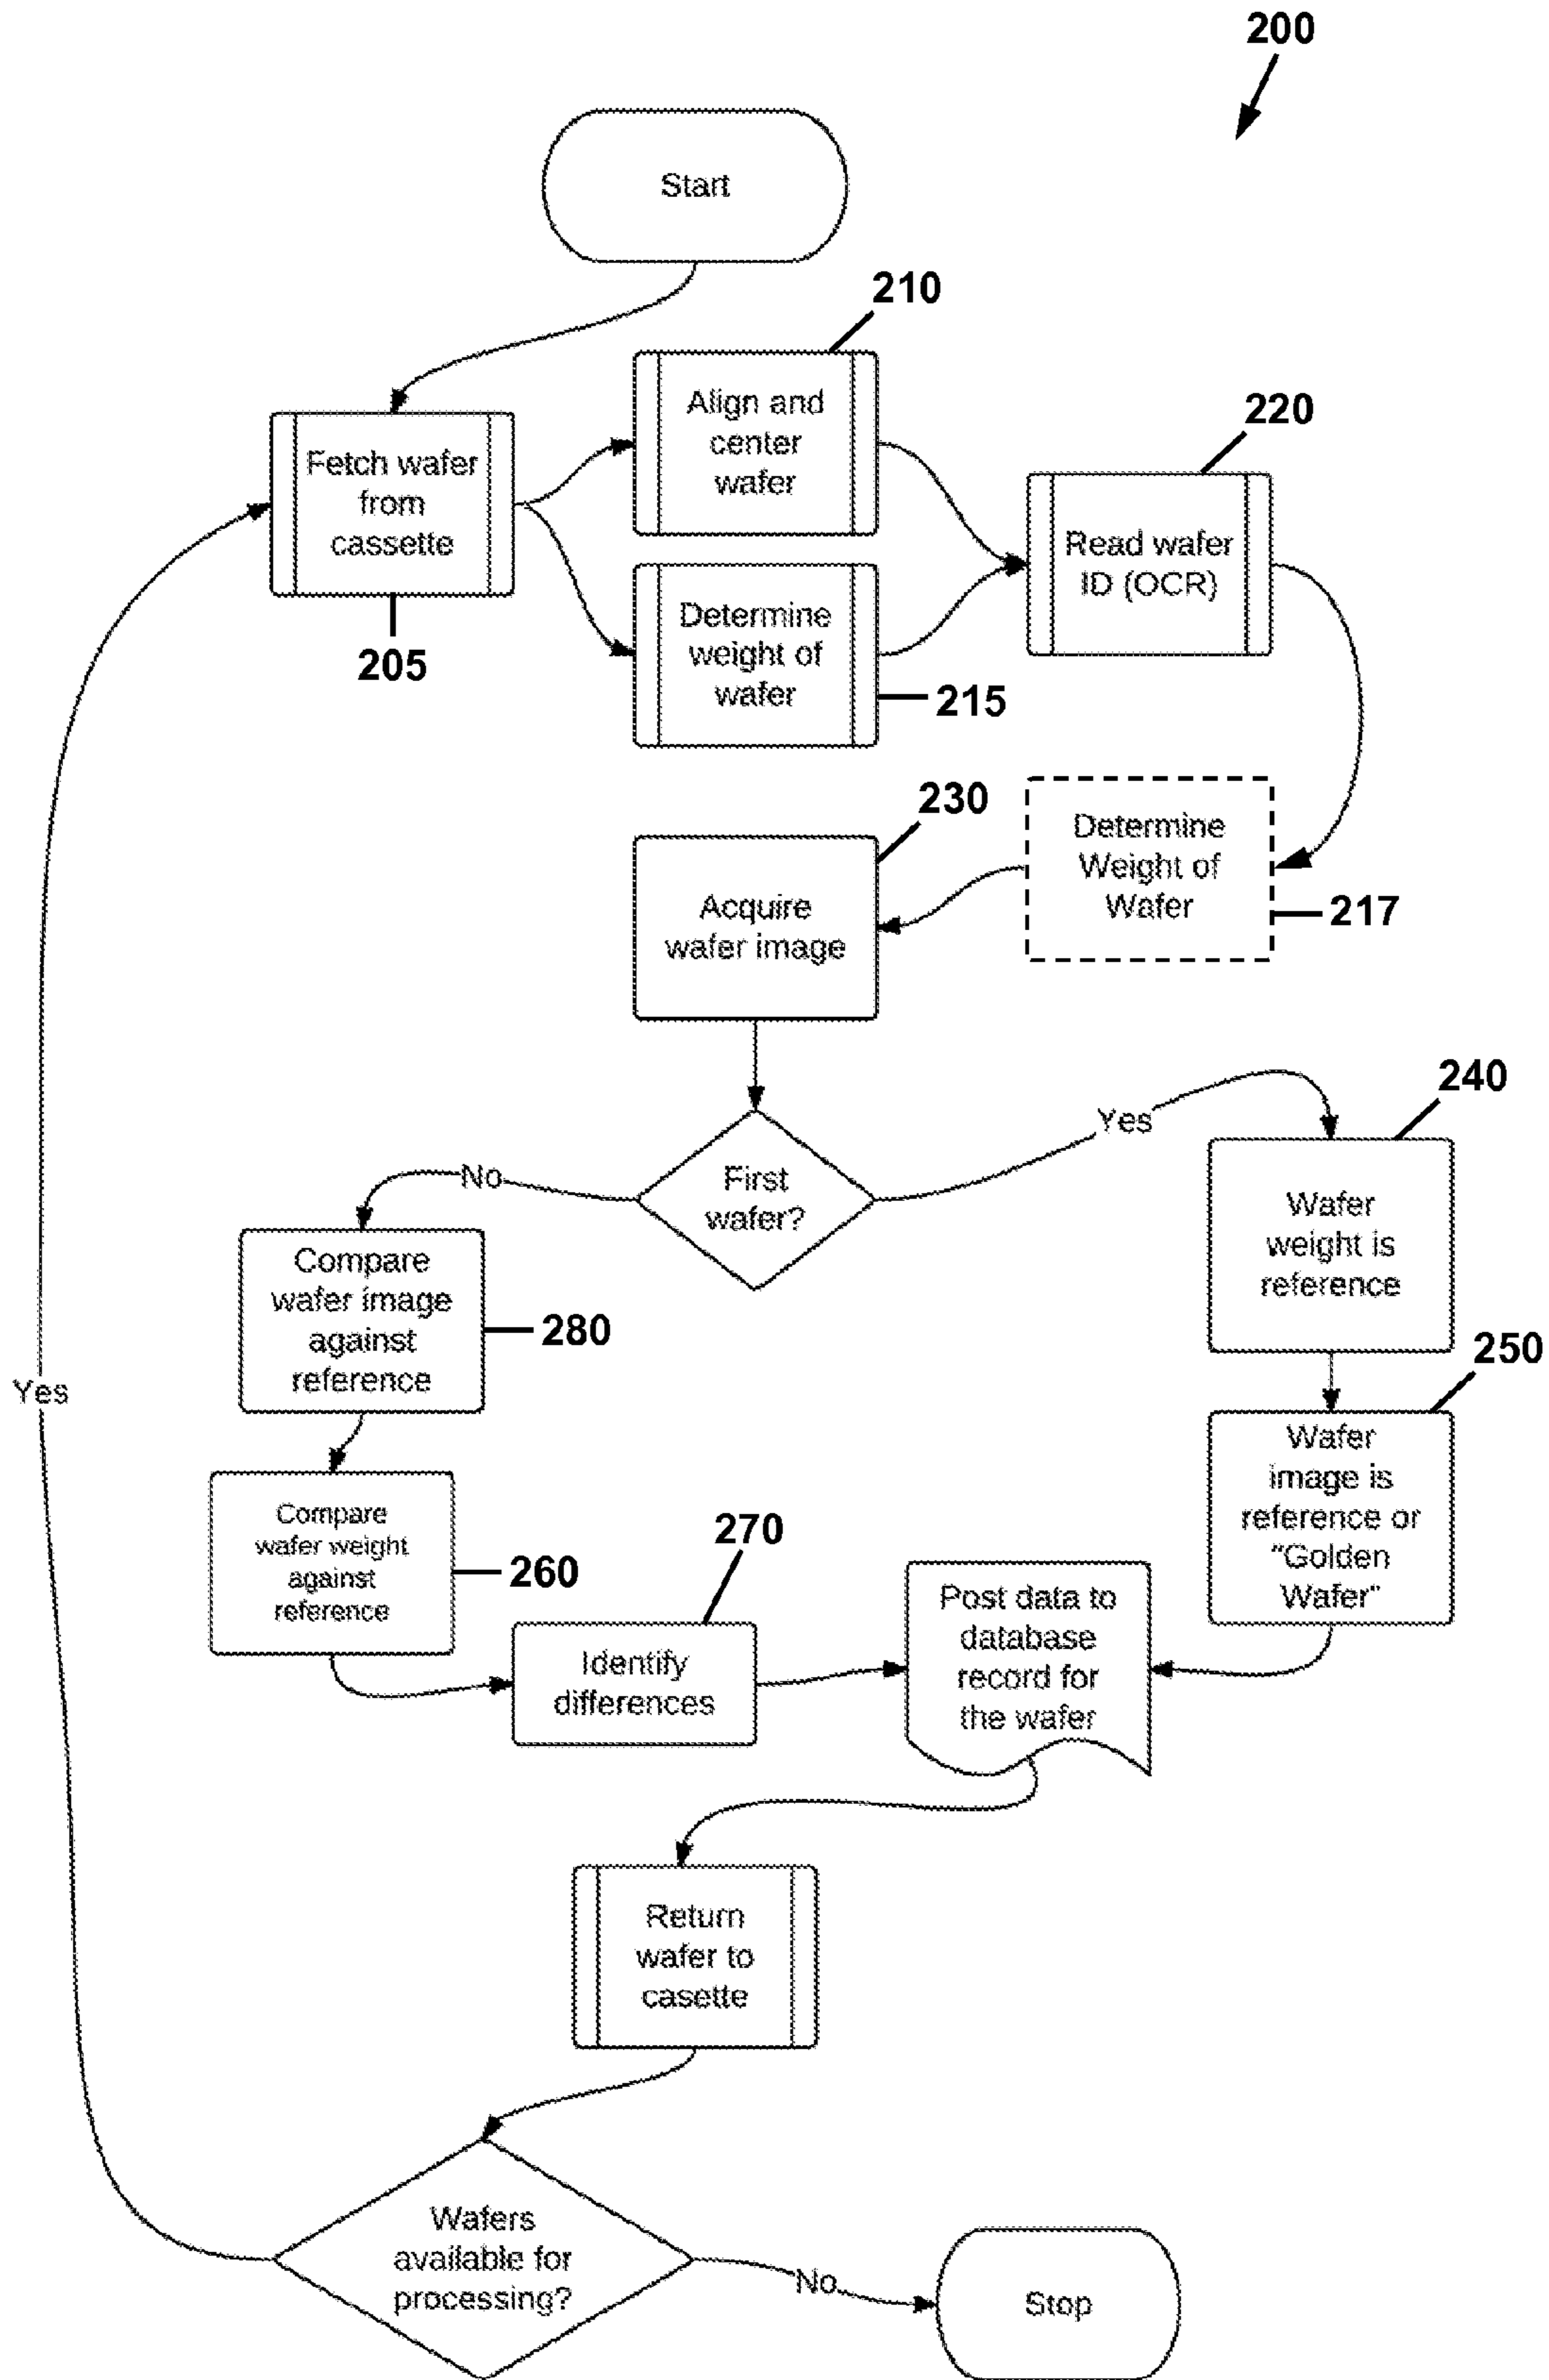 200
Start
210
Align and
center
wafer
220
Fetch wafer
from
cassette
205
Read wafer
ID (OCR)
Determine
weight of
wafer
215
230
Determine
Weight of
Wafer
217
Acquire
wafer image
240
Yes
No
First
wafer?
Wafer
weight is
reference
Compare
wafer image
against
reference
280
250
Yes
Wafer
image is
reference or
"Golden
Wafer"
Compare
wafer weight
against
reference
260
270
Identify
differences
Post data to
database
record for
the wafer
Return
wafer to
casette
Wafers
available for
processing?
No
Stop